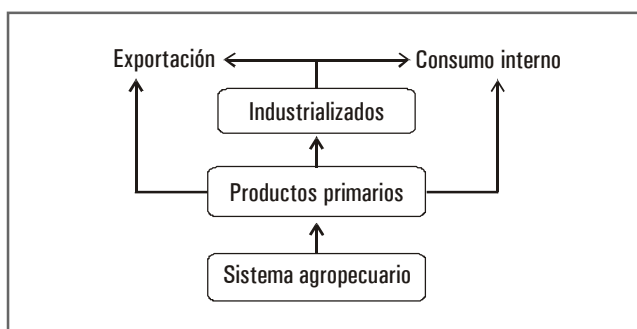 Exportación
Consumo interno
Industrializados
Productos primarios
Sistema agropecuario